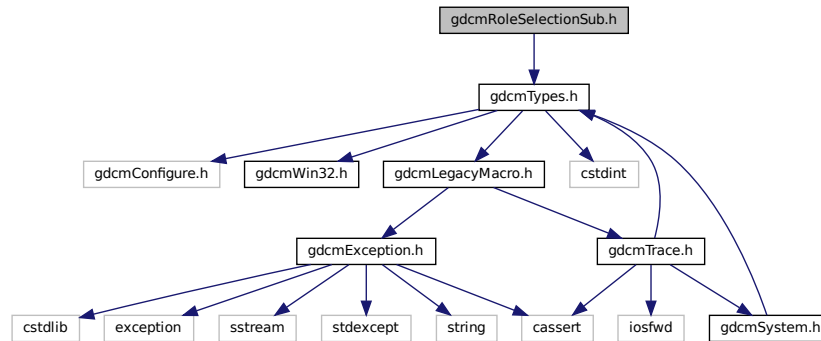 gdcmRoleSelectionSub.h
gdcmTypes.h
gdcmConfigure.h
gdcmWin32.h
gdcmLegacyMacro.h
cstdint
gdcmException.h
gdcmTrace.h
cstdlib
exception
sstream
stdexcept
string
cassert
iosfwd
gdcmSystem.h